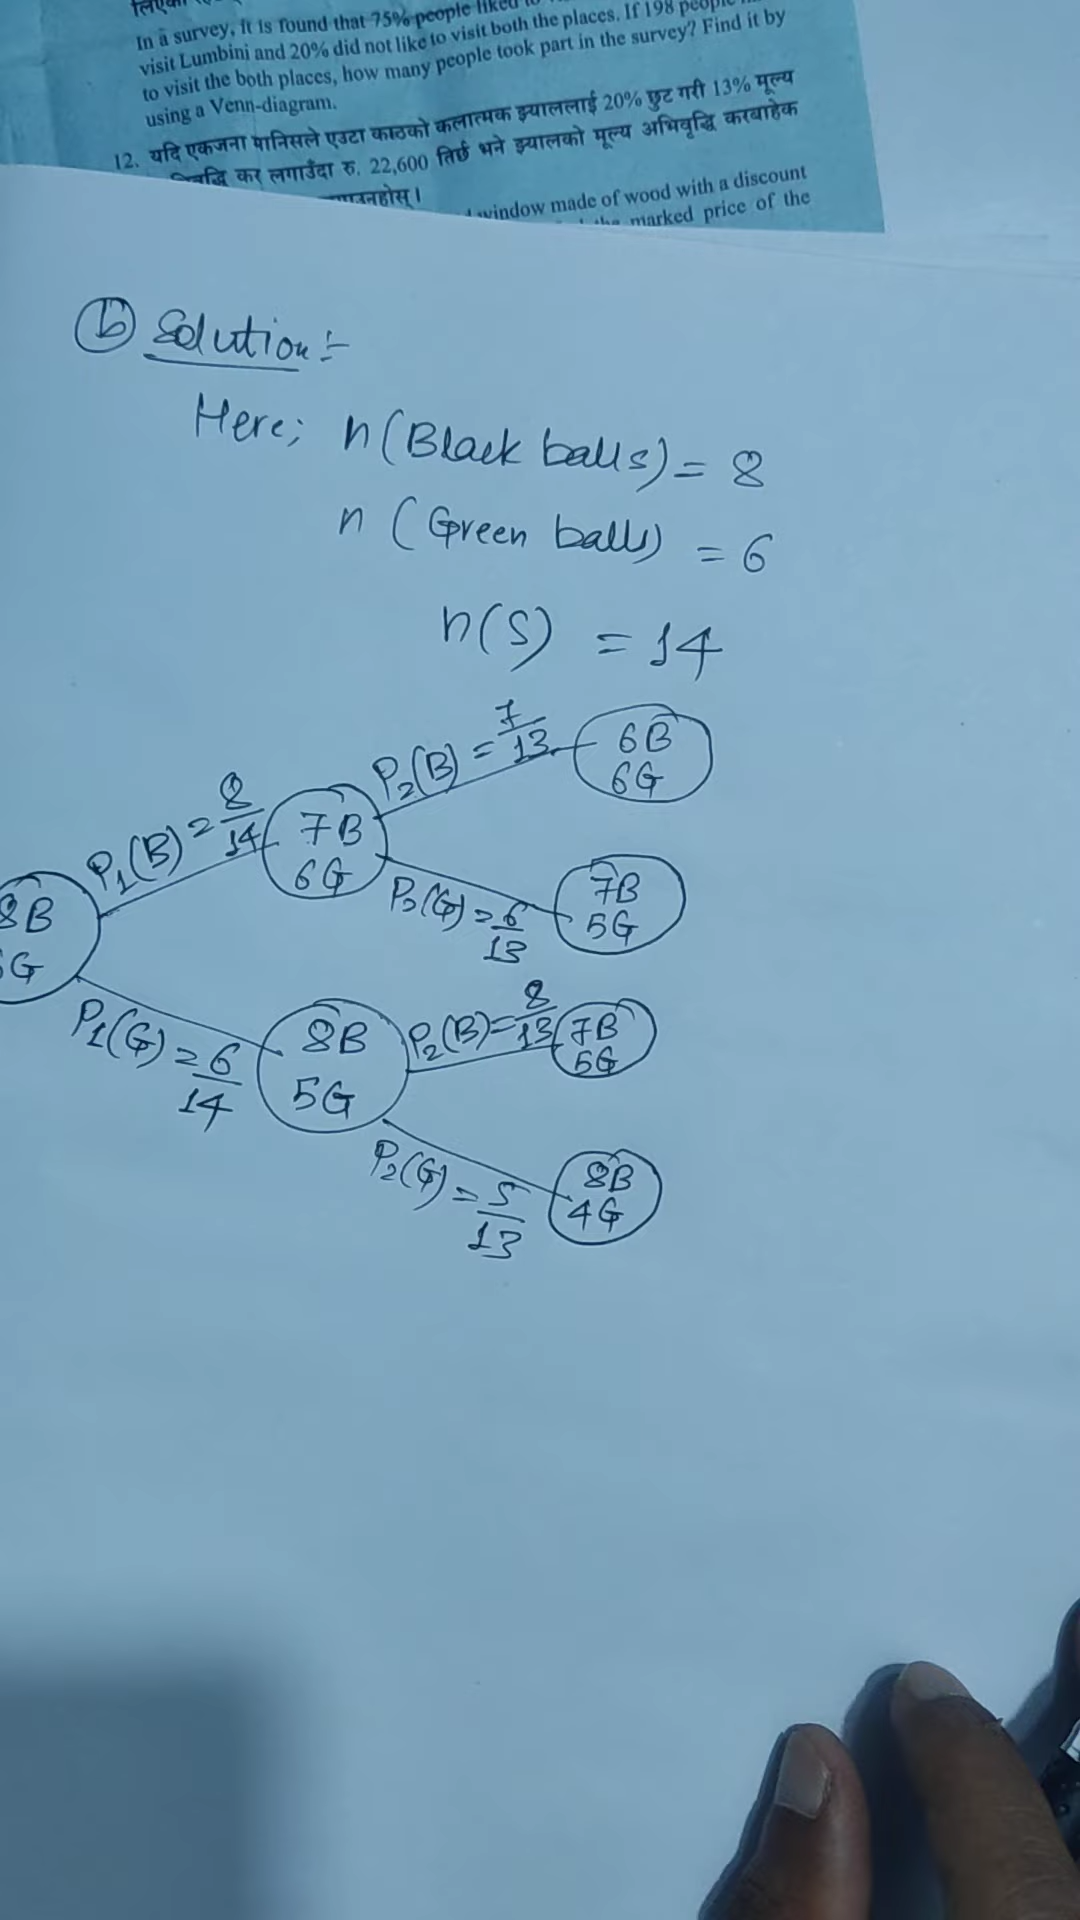 In a survey, it is found that 75% people liked to
visit Lumbini and 20% did not like to visit both the places. If 198 people
to visit the both places, how many people took part in the survey? Find it by
using a Venn-diagram.
12. यदि एकजना मानिसले एउटा काठको कलात्मक झ्याललाई 20% छुट गरी 13% मूल्य
कर लगाउँदा रु. 22,600 तिर्छ भने झ्यालको मूल्य अभिवृद्धि करबाहेक
window made of wood with a discount
the marked price of the
(b) Solution:-
Here; n(Black balls) = 8
n (Green balls) = 6
n(S) = 14
P₂(B) = 7/13
6B
6G
P₁(B) = 8/14
7B
6G
P₂(G) = 6/13
7B
5G
8B
G
P₁(G) = 6/14
8B
5G
P₂(B) = 8/13
7B
5G
P₂(G) = 5/13
8B
4G